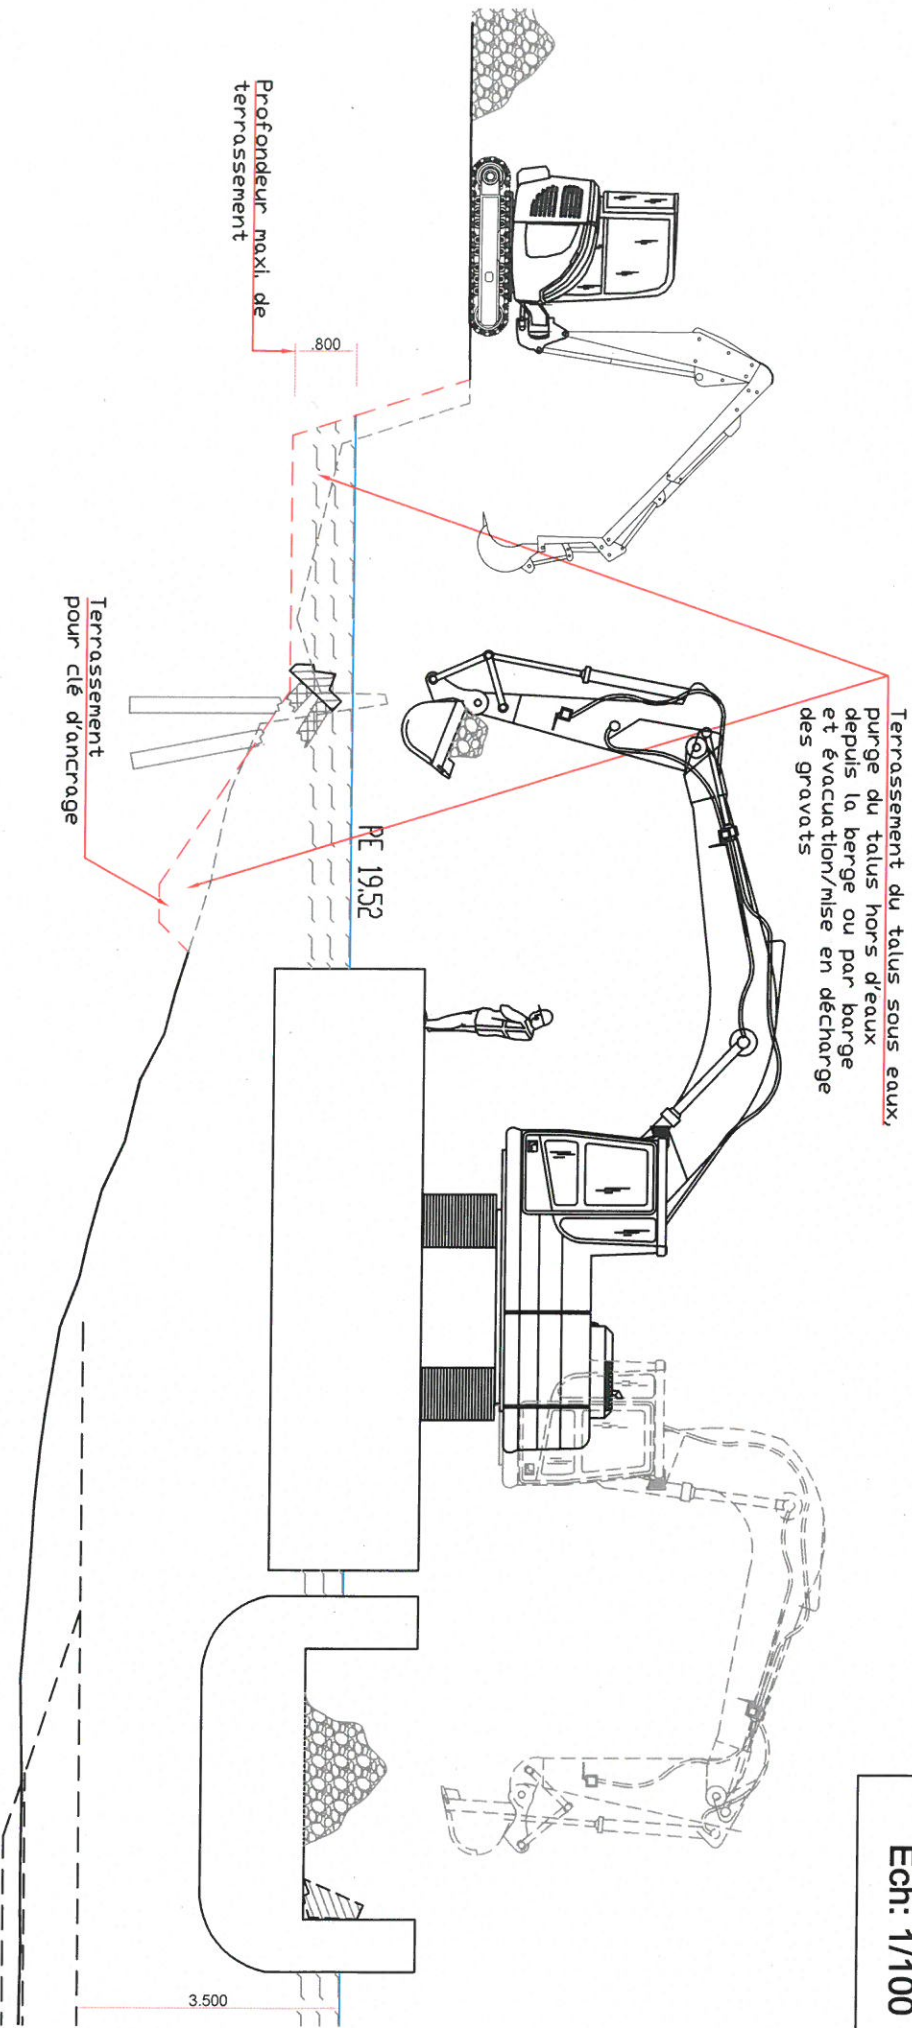 Ech: 1/100
Terrassement du talus sous eaux,
purge du talus hors d'eaux
depuis la berge ou par barge
et évacuation/mise en décharge
des gravats
PE 19,52
Profondeur maxi. de
terrassement
.800
Terrassement
pour clé d'ancrage
3.500